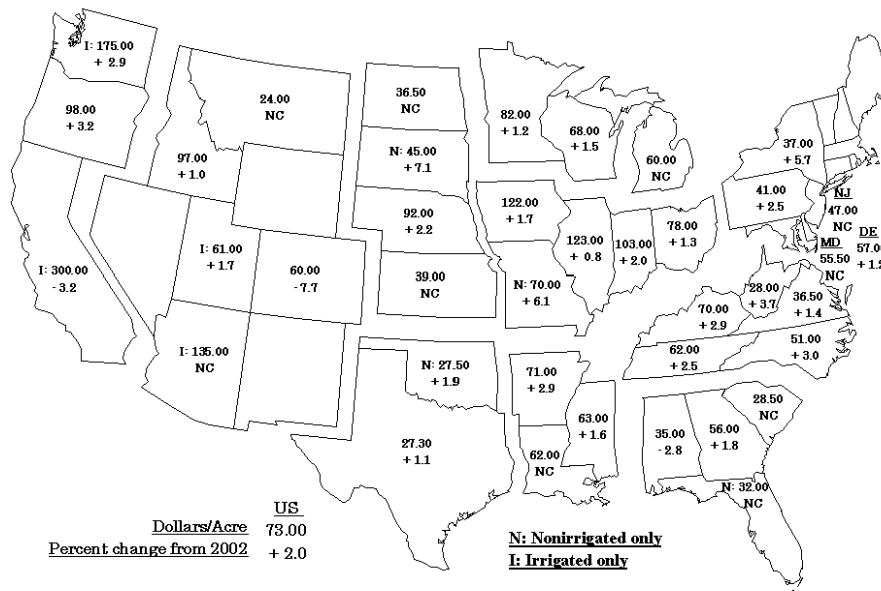 I: 175.00
+ 2.9
98.00
+ 3.2
24.00
NC
97.00
+ 1.0
36.50
NC
N: 45.00
+ 7.1
92.00
+ 2.2
39.00
NC
82.00
+ 1.2
68.00
+ 1.5
60.00
NC
122.00
+ 1.7
123.00
+ 0.8
103.00
+ 2.0
78.00
+ 1.3
N: 70.00
+ 6.1
37.00
+ 5.7
41.00
+ 2.5
NJ
47.00
NC
DE
57.0
+ 1.2
MD
55.50
NC
I: 300.00
- 3.2
I: 61.00
+ 1.7
60.00
-7.7
I: 135.00
NC
28.00
+ 3.7
36.50
+ 1.4
70.00
+ 2.9
62.00
+ 2.5
51.00
+ 3.0
N: 27.50
+ 1.9
27.30
+ 1.1
71.00
+ 2.9
62.00
NC
63.00
+ 1.6
35.00
- 2.8
56.00
+ 1.8
28.50
NC
N: 32.00
NC
US
Dollars/Acre 73.00
Percent change from 2002 + 2.0
N: Nonirrigated only
I: Irrigated only